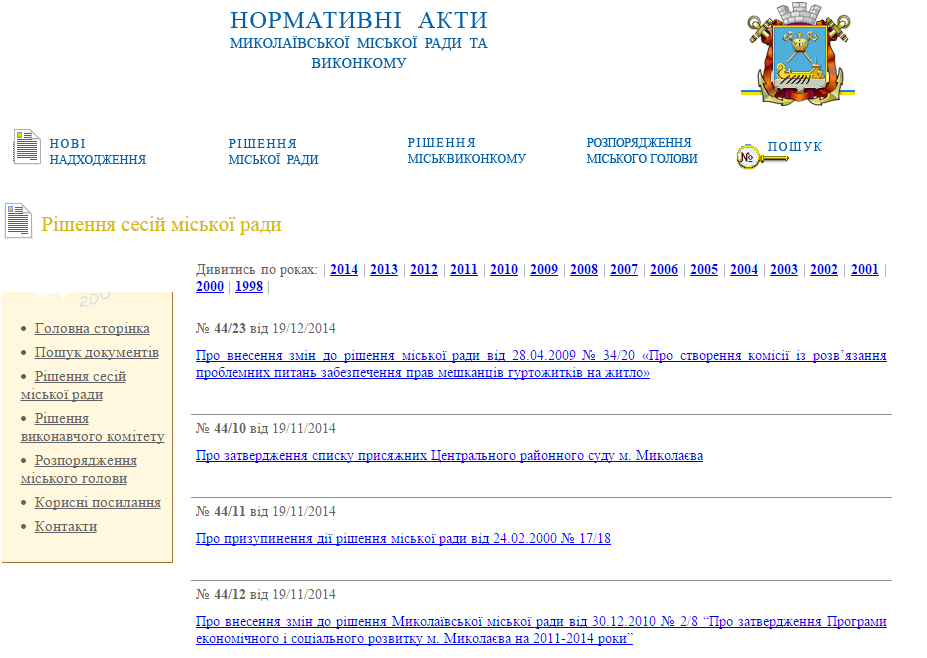 НОРМАТИВНІ АКТИ
МИКОЛАЇВСЬКОЇ МІСЬКОЇ РАДИ ТА
ВИКОНКОМУ
НОВІ
НАДХОДЖЕННЯ
РІШЕННЯ
МІСЬКОЇ РАДИ
РІШЕННЯ
МІСЬКВИКОНКОМУ
РОЗПОРЯДЖЕННЯ
МІСЬКОГО ГОЛОВИ
№
ПОШУК
Рішення сесій міської ради
Дивитись по роках: | 2014 | 2013 | 2012 | 2011 | 2010 | 2009 | 2008 | 2007 | 2006 | 2005 | 2004 | 2003 | 2002 | 2001 |
2000 | 1998 |
Головна сторінка
Пошук документів
Рішення сесій
міської ради
Рішення
виконавчого комітету
Розпорядження
міського голови
Корисні посилання
Контакти
№ 44/23 від 19/12/2014
Про внесення змін до рішення міської ради від 28.04.2009 № 34/20 «Про створення комісії із розв’язання
проблемних питань забезпечення прав мешканців гуртожитків на житло»
№ 44/10 від 19/11/2014
Про затвердження списку присяжних Центрального районного суду м. Миколаєва
№ 44/11 від 19/11/2014
Про призупинення дії рішення міської ради від 24.02.2000 № 17/18
№ 44/12 від 19/11/2014
Про внесення змін до рішення Миколаївської міської ради від 30.12.2010 № 2/8 “Про затвердження Програми
економічного і соціального розвитку м. Миколаєва на 2011-2014 роки”